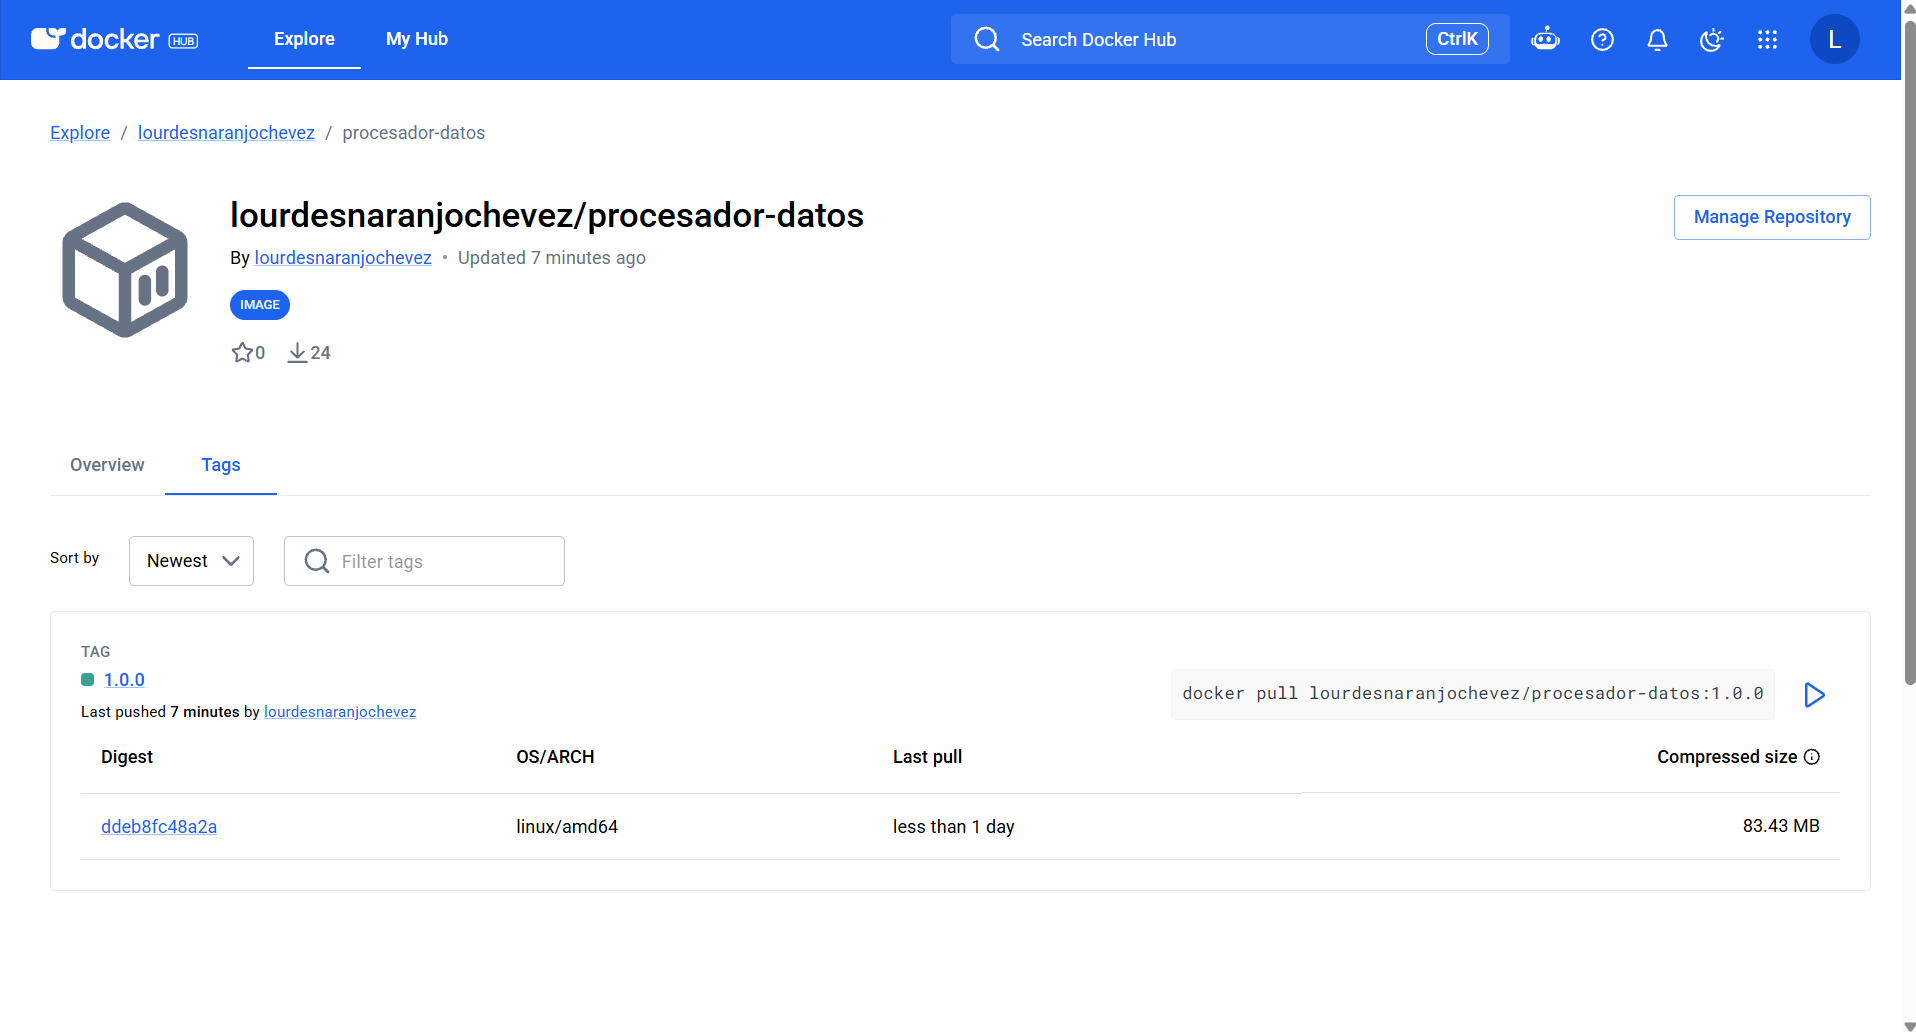 docker HUB Explore My Hub Search Docker Hub CtrlK L
Explore / lourdesnaranjochevez / procesador-datos
lourdesnaranjochevez/procesador-datos
Manage Repository
By lourdesnaranjochevez • Updated 7 minutes ago
IMAGE
0 24
Overview Tags
Sort by Newest Filter tags
TAG
1.0.0
docker pull lourdesnaranjochevez/procesador-datos:1.0.0
Last pushed 7 minutes by lourdesnaranjochevez
Digest OS/ARCH Last pull Compressed size
ddeb8fc48a2a linux/amd64 less than 1 day 83.43 MB